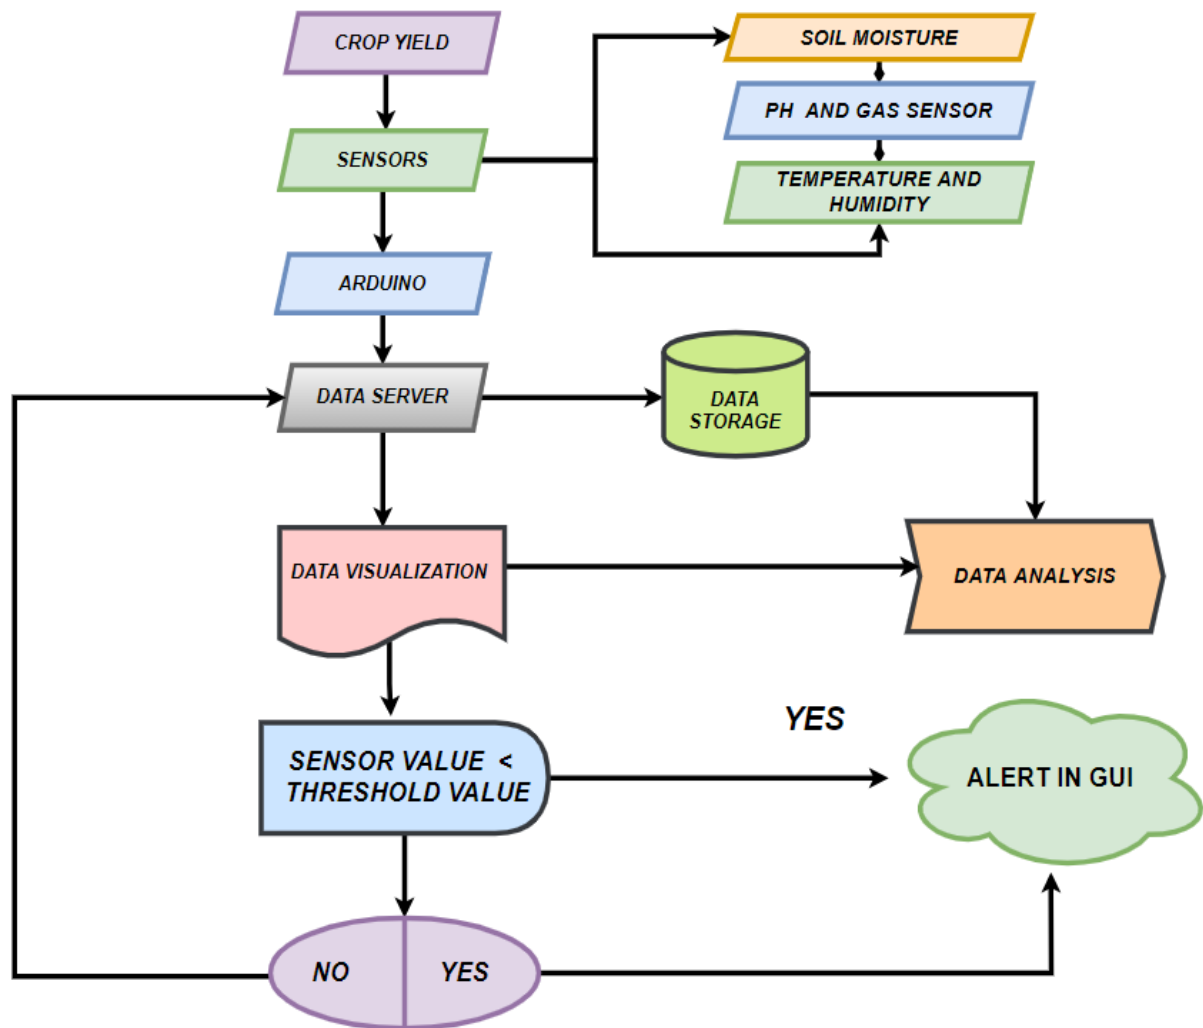 CROP YIELD
SOIL MOISTURE
PH AND GAS SENSOR
SENSORS
TEMPERATURE AND
HUMIDITY
ARDUINO
DATA SERVER
DATA
STORAGE
DATA VISUALIZATION
DATA ANALYSIS
YES
SENSOR VALUE <
THRESHOLD VALUE
ALERT IN GUI
NO
YES